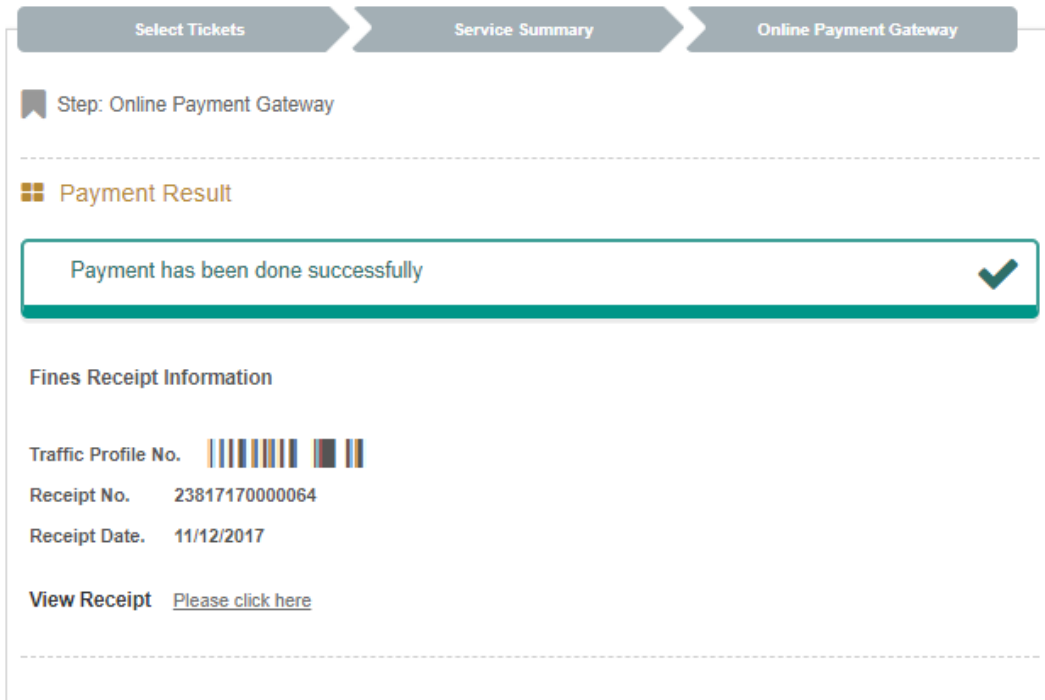 Select Tickets Service Summary Online Payment Gateway
Step: Online Payment Gateway
Payment Result
Payment has been done successfully
Fines Receipt Information
Traffic Profile No.
Receipt No. 23817170000064
Receipt Date. 11/12/2017
View Receipt Please click here